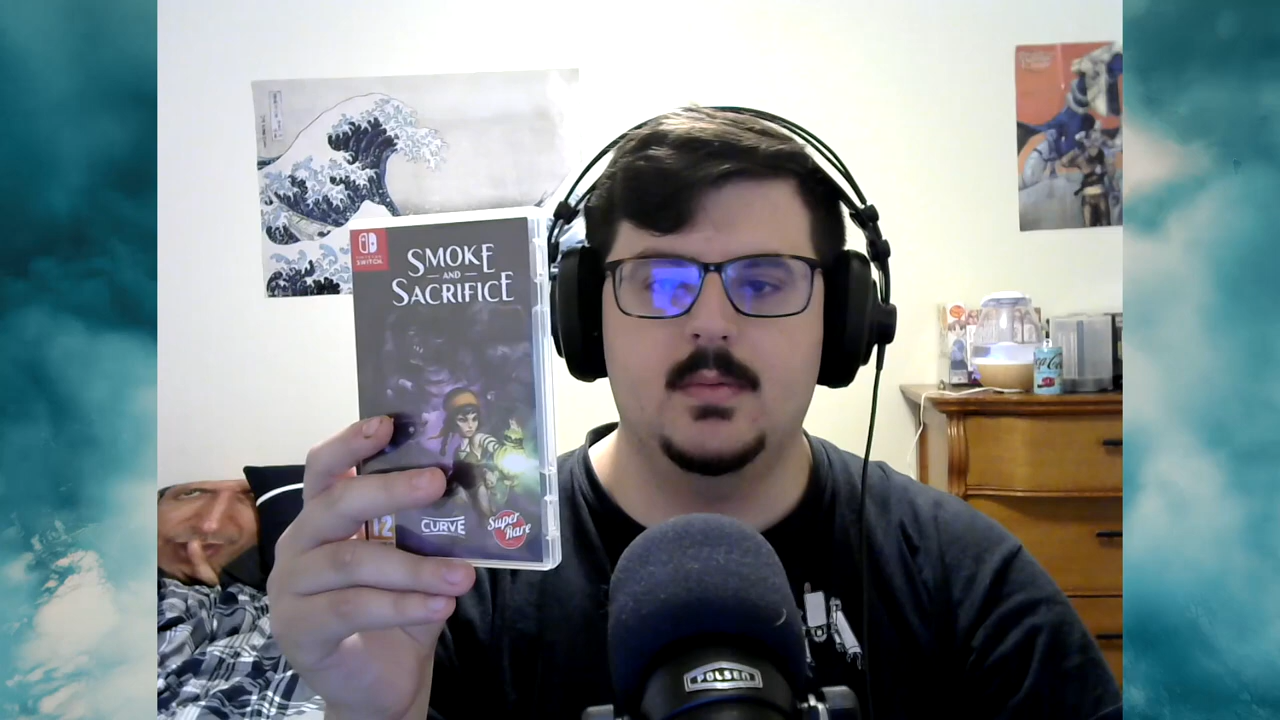 NINTENDO
SWITCH
SMOKE
AND
SACRIFICE
12
CURVE
Super
Rare
POLSEN